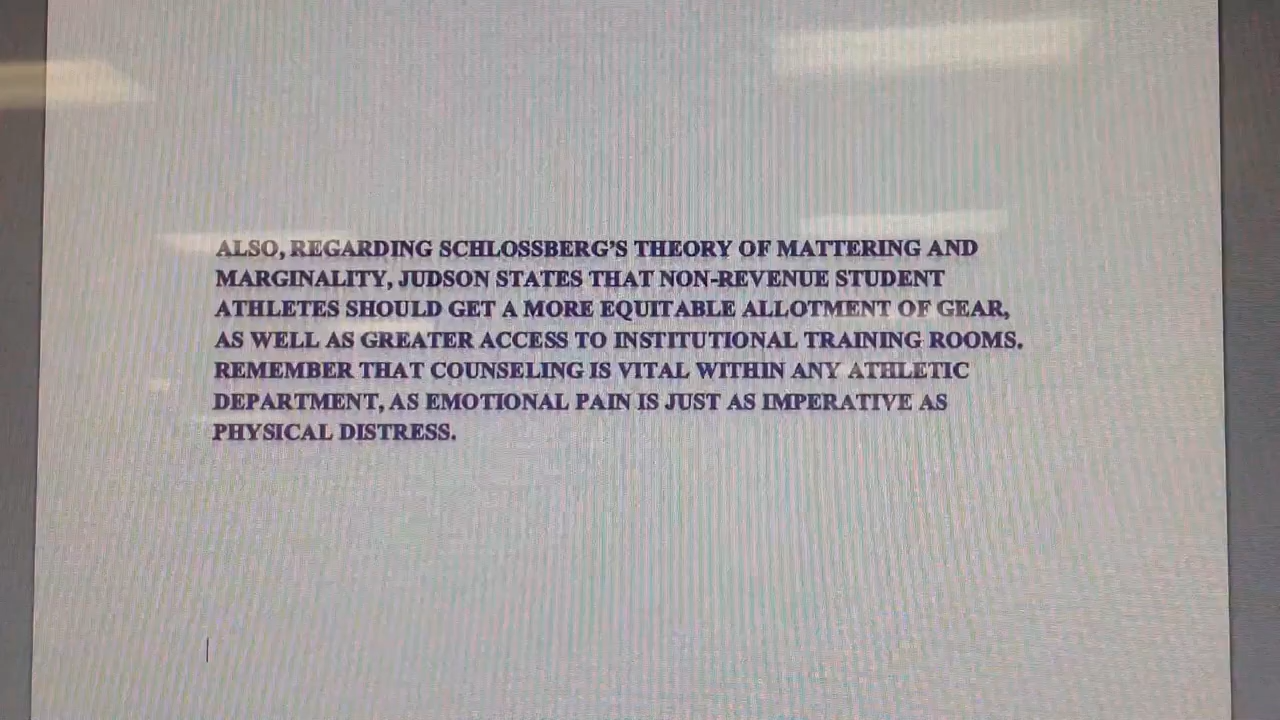 ALSO, REGARDING SCHLOSSBERG'S THEORY OF MATTERING AND
MARGINALITY, JUDSON STATES THAT NON-REVENUE STUDENT
ATHLETES SHOULD GET A MORE EQUITABLE ALLOTMENT OF GEAR,
AS WELL AS GREATER ACCESS TO INSTITUTIONAL TRAINING ROOMS.
REMEMBER THAT COUNSELING IS VITAL WITHIN ANY ATHLETIC
DEPARTMENT, AS EMOTIONAL PAIN IS JUST AS IMPERATIVE AS
PHYSICAL DISTRESS.